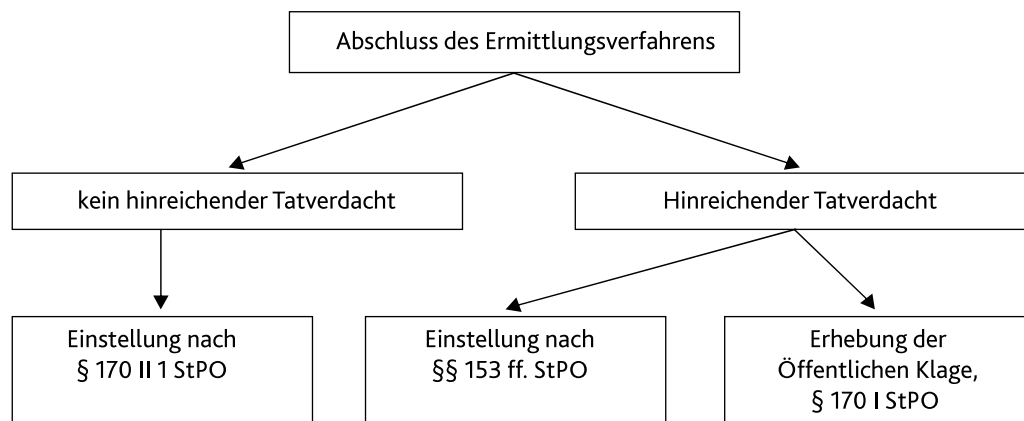 Abschluss des Ermittlungsverfahrens
kein hinreichender Tatverdacht
Hinreichender Tatverdacht
Einstellung nach
§ 170 II 1 StPO
Einstellung nach
§§ 153 ff. StPO
Erhebung der
Öffentlichen Klage,
§ 170 I StPO